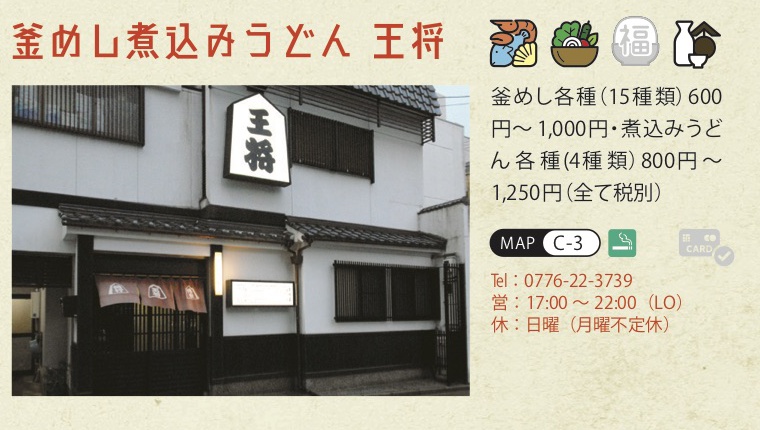 釜めし煮込みうどん 王将
福
釜めし各種（15種類）600
円〜 1,000円・煮込みうど
ん各種(4種類）800円〜
1,250円（全て税別）
王将
MAP C-3
CARD
Tel：0776-22-3739
営：17:00 〜 22:00（LO）
休：日曜（月曜不定休）